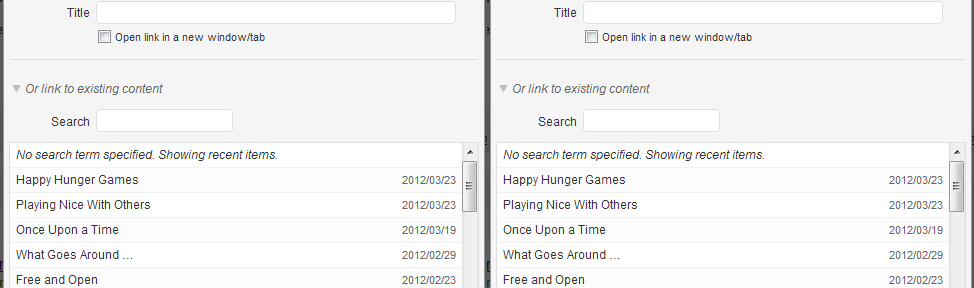 Title
Open link in a new window/tab
Or link to existing content
Search
No search term specified. Showing recent items.
Happy Hunger Games 2012/03/23
Playing Nice With Others 2012/03/23
Once Upon a Time 2012/03/19
What Goes Around … 2012/02/29
Free and Open 2012/02/23
Title
Open link in a new window/tab
Or link to existing content
Search
No search term specified. Showing recent items.
Happy Hunger Games 2012/03/23
Playing Nice With Others 2012/03/23
Once Upon a Time 2012/03/19
What Goes Around … 2012/02/29
Free and Open 2012/02/23